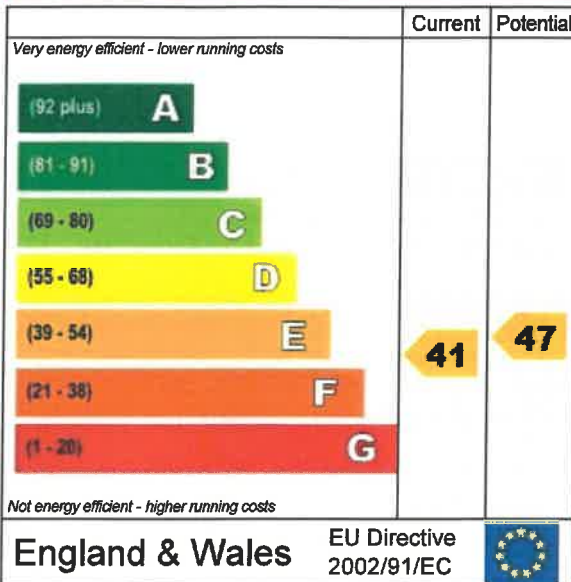 Current Potential
Very energy efficient - lower running costs
(92 plus) A
(81 - 91) B
(69 - 80) C
(55 - 68) D
(39 - 54) E
41
47
(21 - 38) F
(1 - 20) G
Not energy efficient - higher running costs
England & Wales
EU Directive
2002/91/EC